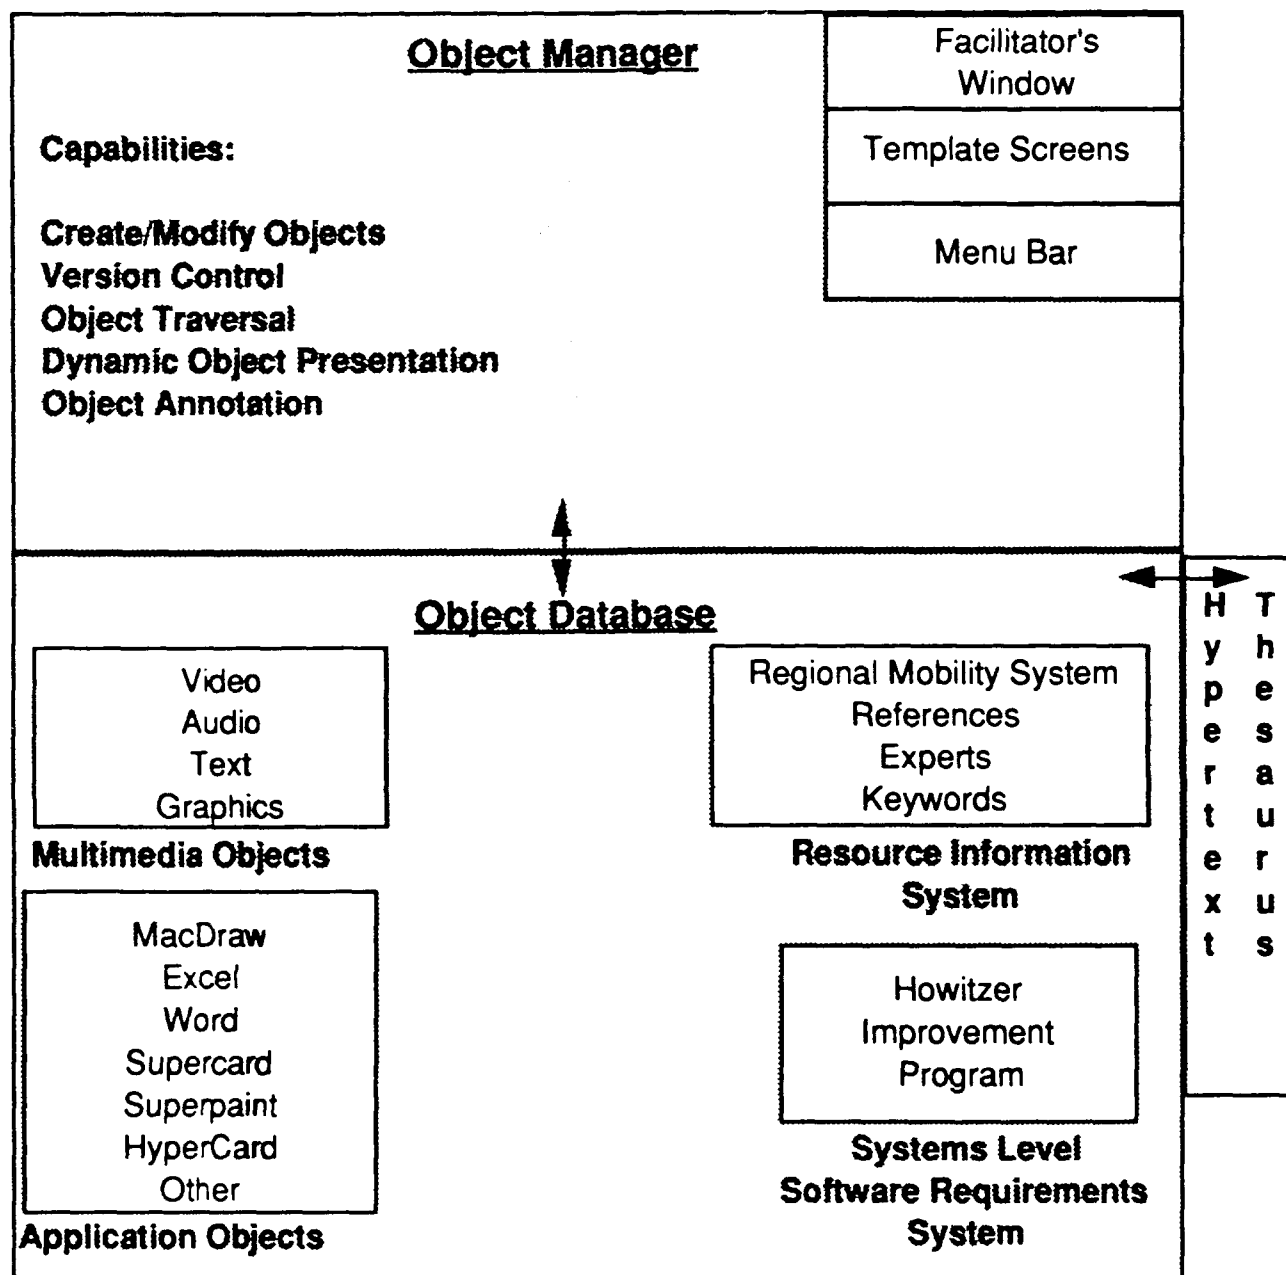 Object Manager
Facilitator's
Window
Template Screens
Menu Bar
Capabilities:
Create/Modify Objects
Version Control
Object Traversal
Dynamic Object Presentation
Object Annotation
Object Database
Video
Audio
Text
Graphics
Multimedia Objects
MacDraw
Excel
Word
Supercard
Superpaint
HyperCard
Other
Application Objects
Regional Mobility System
References
Experts
Keywords
Resource Information
System
Howitzer
Improvement
Program
Systems Level
Software Requirements
System
Hypertext
Thesaurus